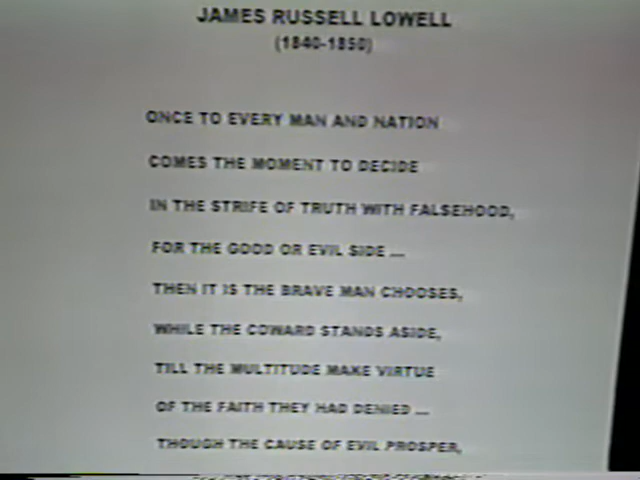 JAMES RUSSELL LOWELL
(1840-1850)
ONCE TO EVERY MAN AND NATION
COMES THE MOMENT TO DECIDE
IN THE STRIFE OF TRUTH WITH FALSEHOOD,
FOR THE GOOD OR EVIL SIDE ...
THEN IT IS THE BRAVE MAN CHOOSES,
WHILE THE COWARD STANDS ASIDE,
TILL THE MULTITUDE MAKE VIRTUE
OF THE FAITH THEY HAD DENIED ...
THOUGH THE CAUSE OF EVIL PROSPER,